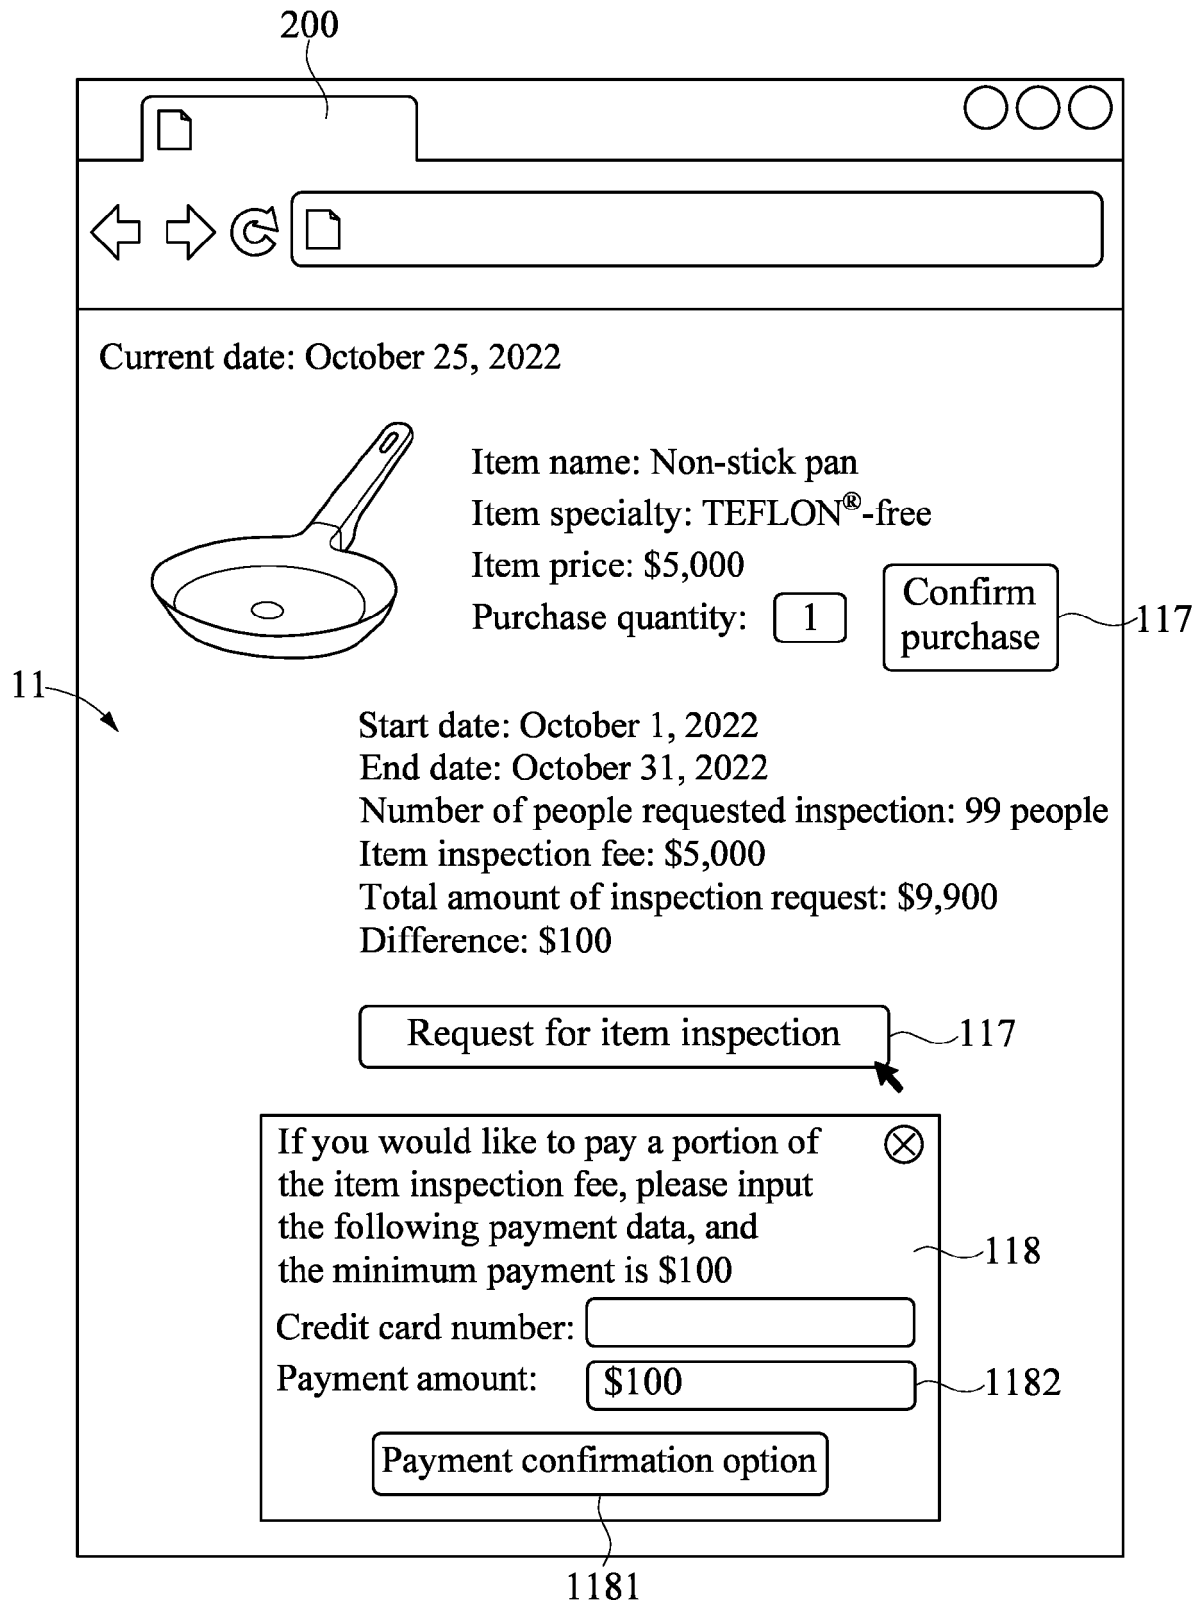 200
Current date: October 25, 2022
Item name: Non-stick pan
Item specialty: TEFLON®-free
Item price: $5,000
Purchase quantity: 1
Confirm
purchase
117
11
Start date: October 1, 2022
End date: October 31, 2022
Number of people requested inspection: 99 people
Item inspection fee: $5,000
Total amount of inspection request: $9,900
Difference: $100
Request for item inspection
117
If you would like to pay a portion of
the item inspection fee, please input
the following payment data, and
the minimum payment is $100
118
Credit card number:
Payment amount: $100
1182
Payment confirmation option
1181